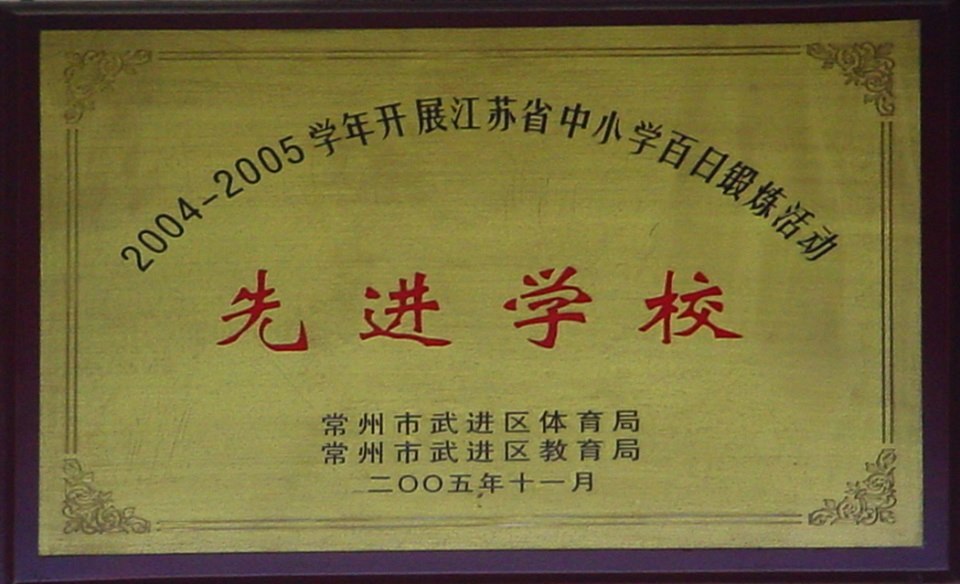 2004-2005学年开展江苏省中小学百日锻炼活动
先进学校
常州市武进区体育局
常州市武进区教育局
二〇〇五年十一月